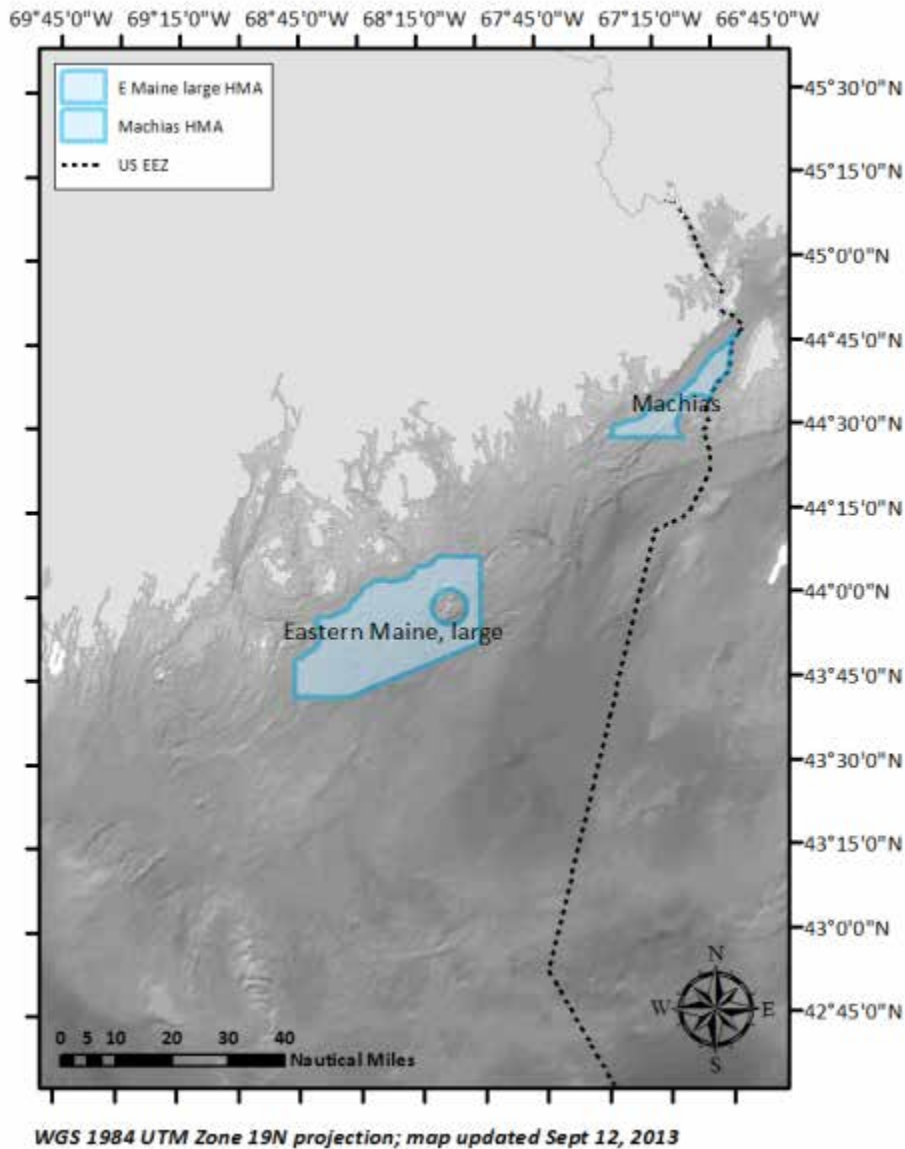 69°45'0"W 69°15'0"W 68°45'0"W 68°15'0"W 67°45'0"W 67°15'0"W 66°45'0"W
E Maine large HMA
Machias HMA
US EEZ
45°30'0"N
45°15'0"N
45°0'0"N
44°45'0"N
Machias
44°30'0"N
44°15'0"N
44°0'0"N
Eastern Maine, large
43°45'0"N
43°30'0"N
43°15'0"N
43°0'0"N
N
W E
42°45'0"N
S
0 5 10 20 30 40
Nautical Miles
WGS 1984 UTM Zone 19N projection; map updated Sept 12, 2013